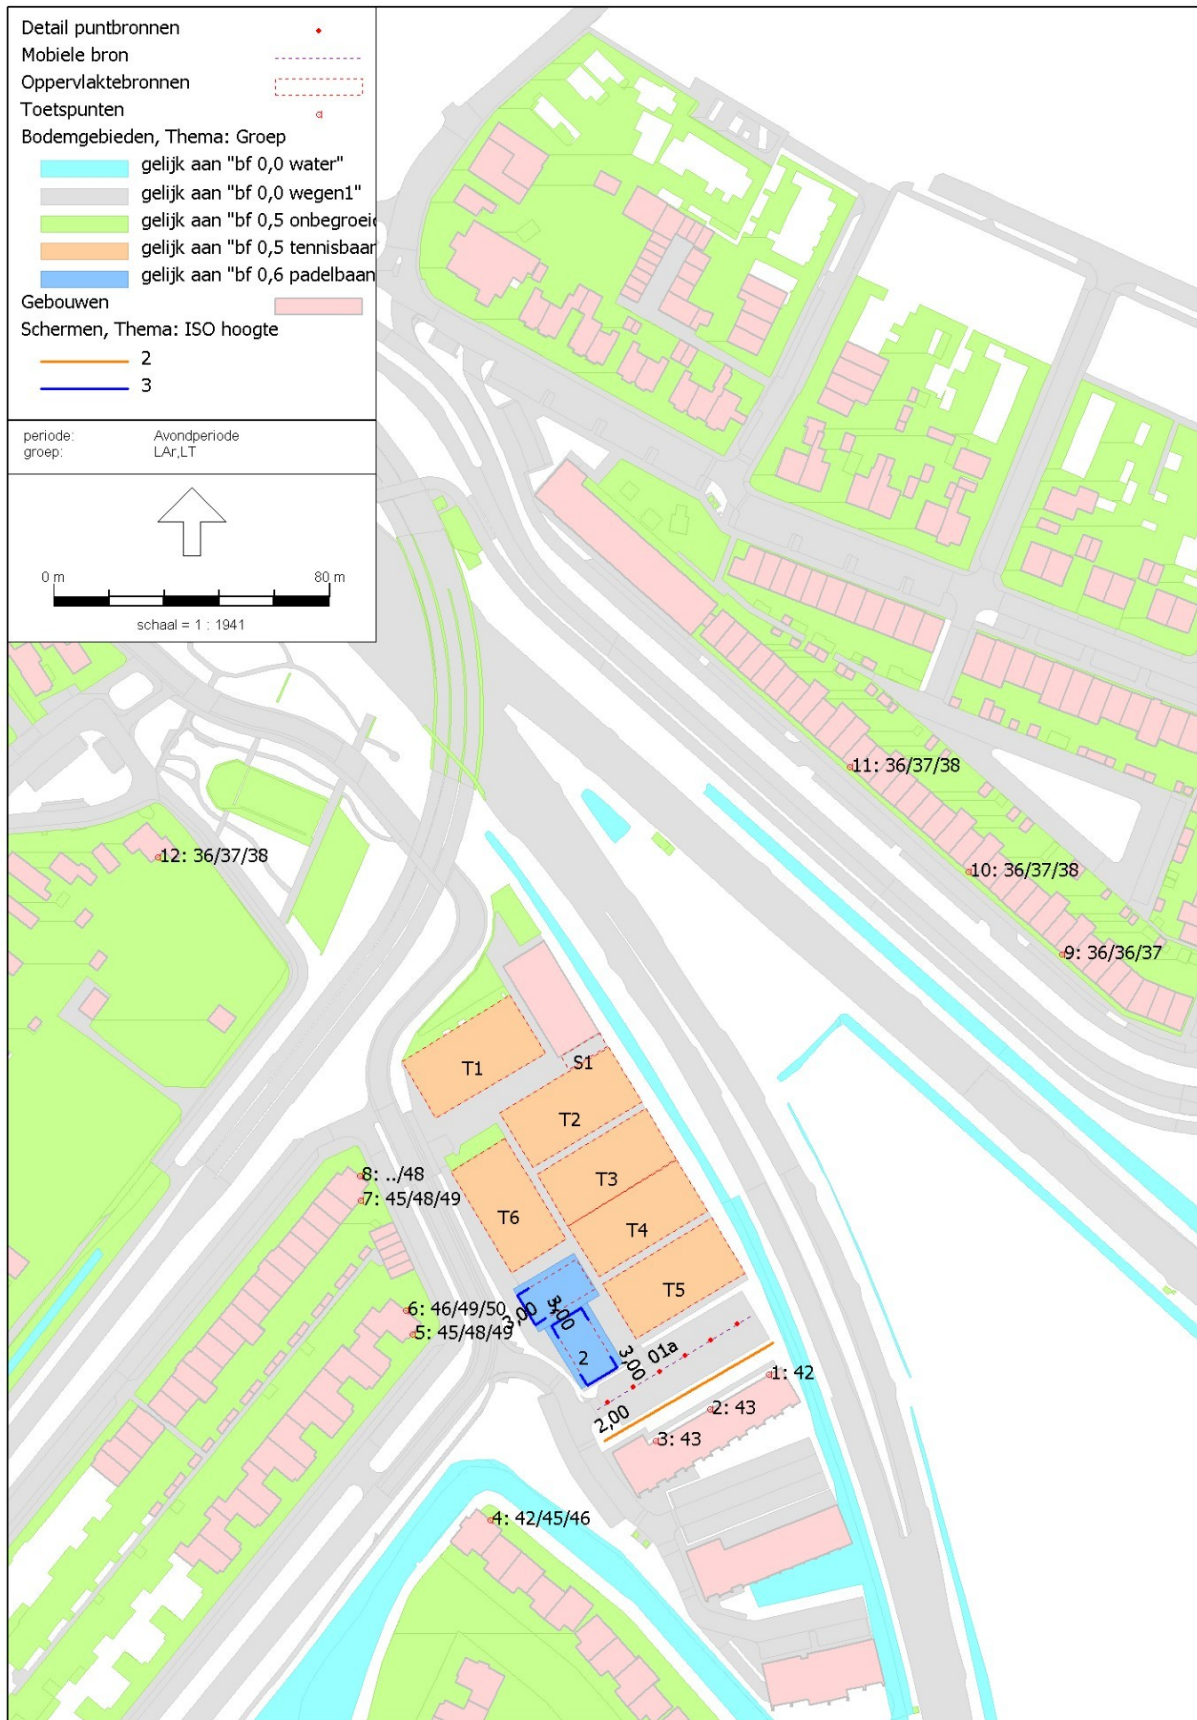 Detail puntbronnen
Mobiele bron
Oppervlaktebronnen
Toetspunten
Bodemgebieden, Thema: Groep
gelijk aan "bf 0,0 water"
gelijk aan "bf 0,0 wegen1"
gelijk aan "bf 0,5 onbegroeid
gelijk aan "bf 0,5 tennisbaan
gelijk aan "bf 0,6 padelbaan
Gebouwen
Schermen, Thema: ISO hoogte
2
3
periode: Avondperiode
groep: LAr,LT
0 m 80 m
schaal = 1 : 1941
11: 36/37/38
12: 36/37/38
10: 36/37/38
9: 36/36/37
T1
S1
T2
T3
T6
T4
T5
8: ../48
7: 45/48/49
6: 46/49/50
5: 45/48/49
3,00
3,00
2
3,00
01a
2,00
1: 42
2: 43
3: 43
4: 42/45/46